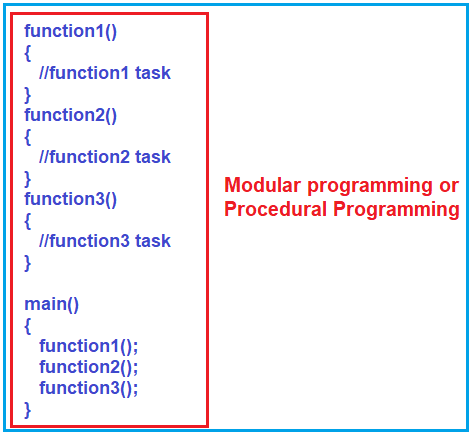 function1()
{
//function1 task
}
function2()
{
//function2 task
}
function3()
{
//function3 task
}
main()
{
function1();
function2();
function3();
}
Modular programming or
Procedural Programming